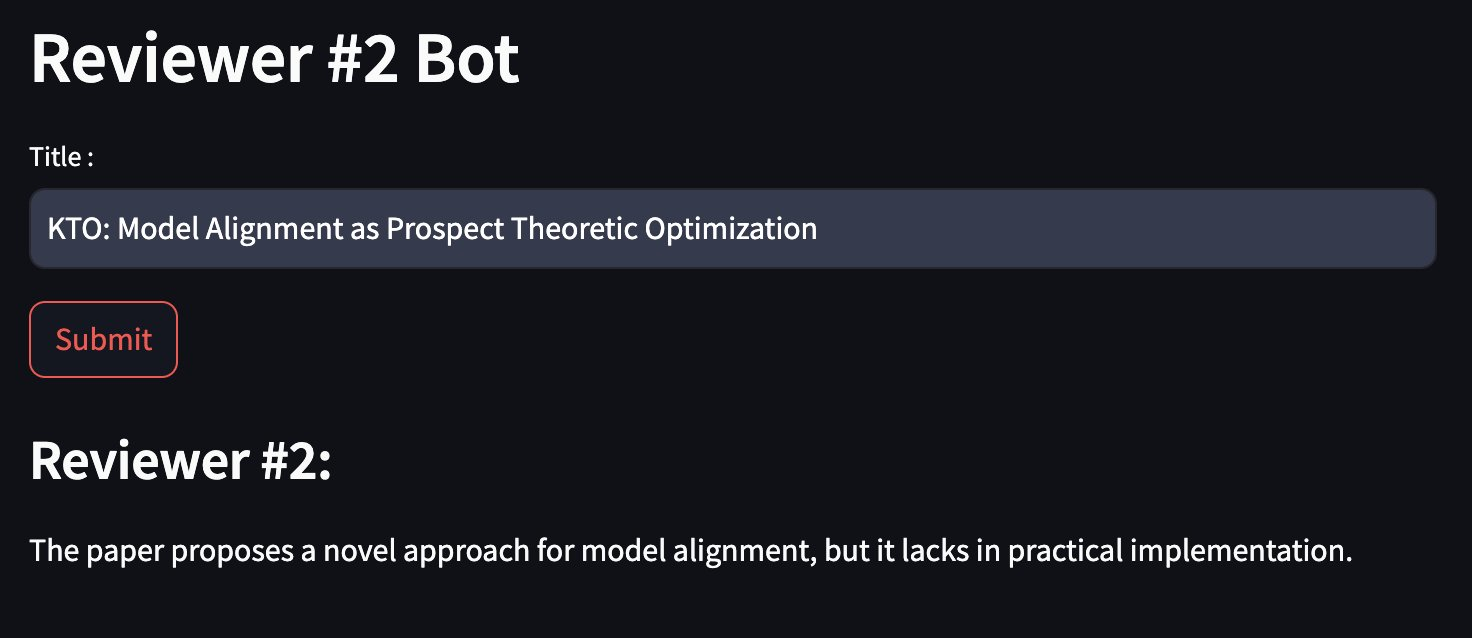 Reviewer #2 Bot
Title :
KTO: Model Alignment as Prospect Theoretic Optimization
Submit
Reviewer #2:
The paper proposes a novel approach for model alignment, but it lacks in practical implementation.